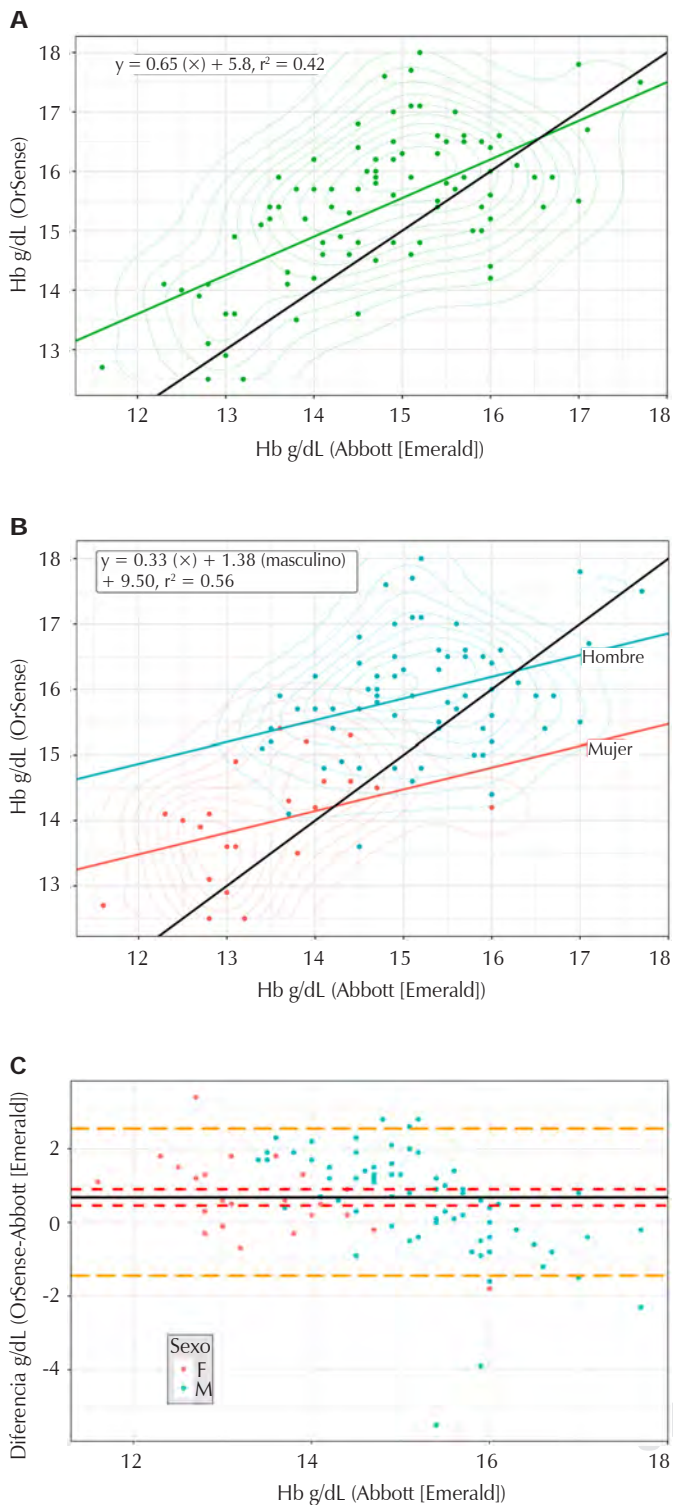 A
y = 0.65 (×) + 5.8, r² = 0.42
Hb g/dL (OrSense)
18
17
16
15
14
13
12 13 14 15 16 17 18
Hb g/dL (Abbott [Emerald])
B
y = 0.33 (×) + 1.38 (masculino)
+ 9.50, r² = 0.56
Hb g/dL (OrSense)
18
17
16
15
14
13
Hombre
Mujer
12 13 14 15 16 17 18
Hb g/dL (Abbott [Emerald])
C
Diferencia g/dL (OrSense-Abbott [Emerald])
2
0
-2
-4
Sexo
F
M
12 14 16 18
Hb g/dL (Abbott [Emerald])